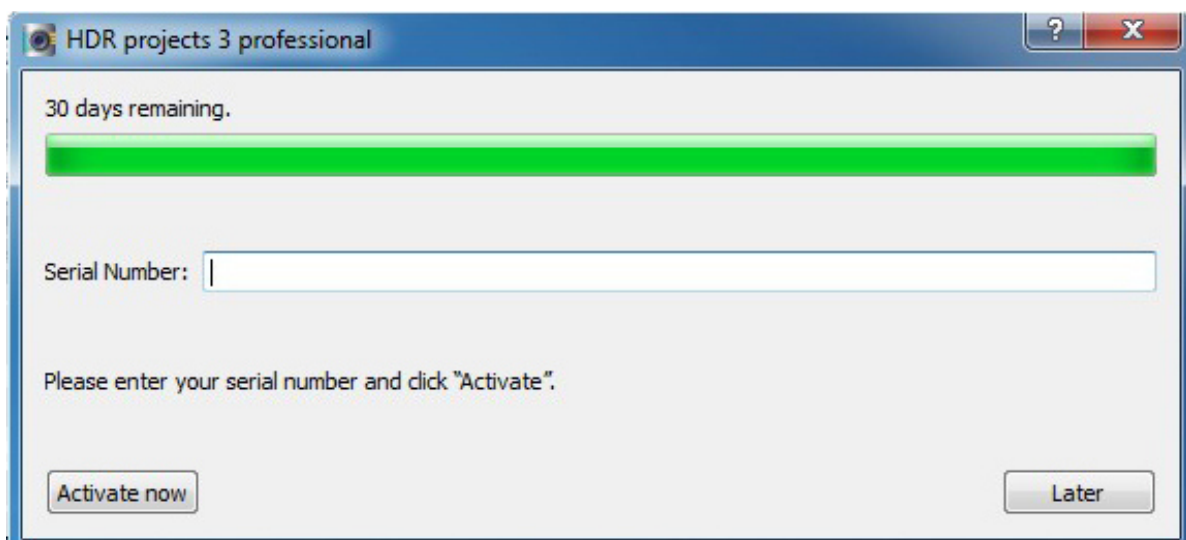 HDR projects 3 professional
? X
30 days remaining.
Serial Number:
Please enter your serial number and click “Activate”.
Activate now Later